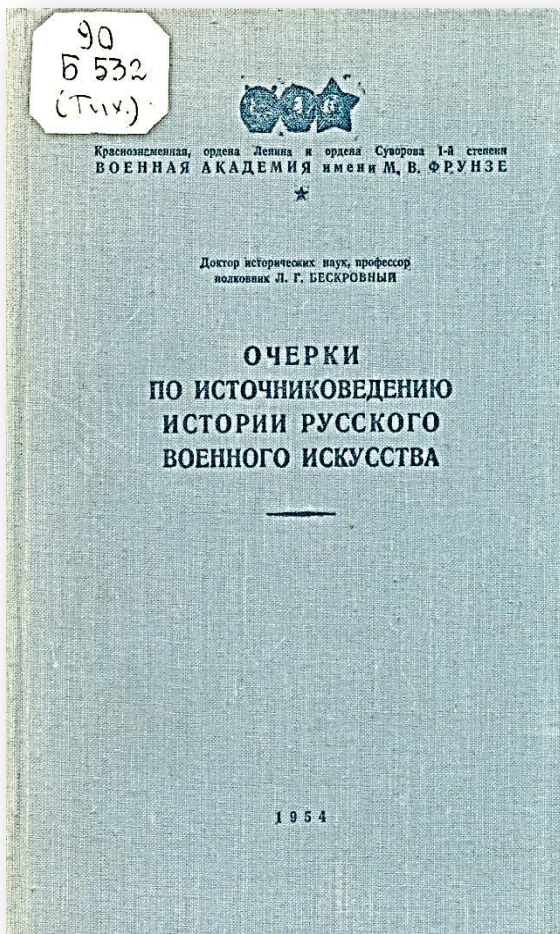 90
Б 532
(Тих.)
Краснознаменная, ордена Ленина и ордена Суворова 1-й степени
ВОЕННАЯ АКАДЕМИЯ имени М. В. ФРУНЗЕ
Доктор исторических наук, профессор
полковник Л. Г. БЕСКРОВНЫЙ
ОЧЕРКИ
ПО ИСТОЧНИКОВЕДЕНИЮ
ИСТОРИИ РУССКОГО
ВОЕННОГО ИСКУССТВА
1954